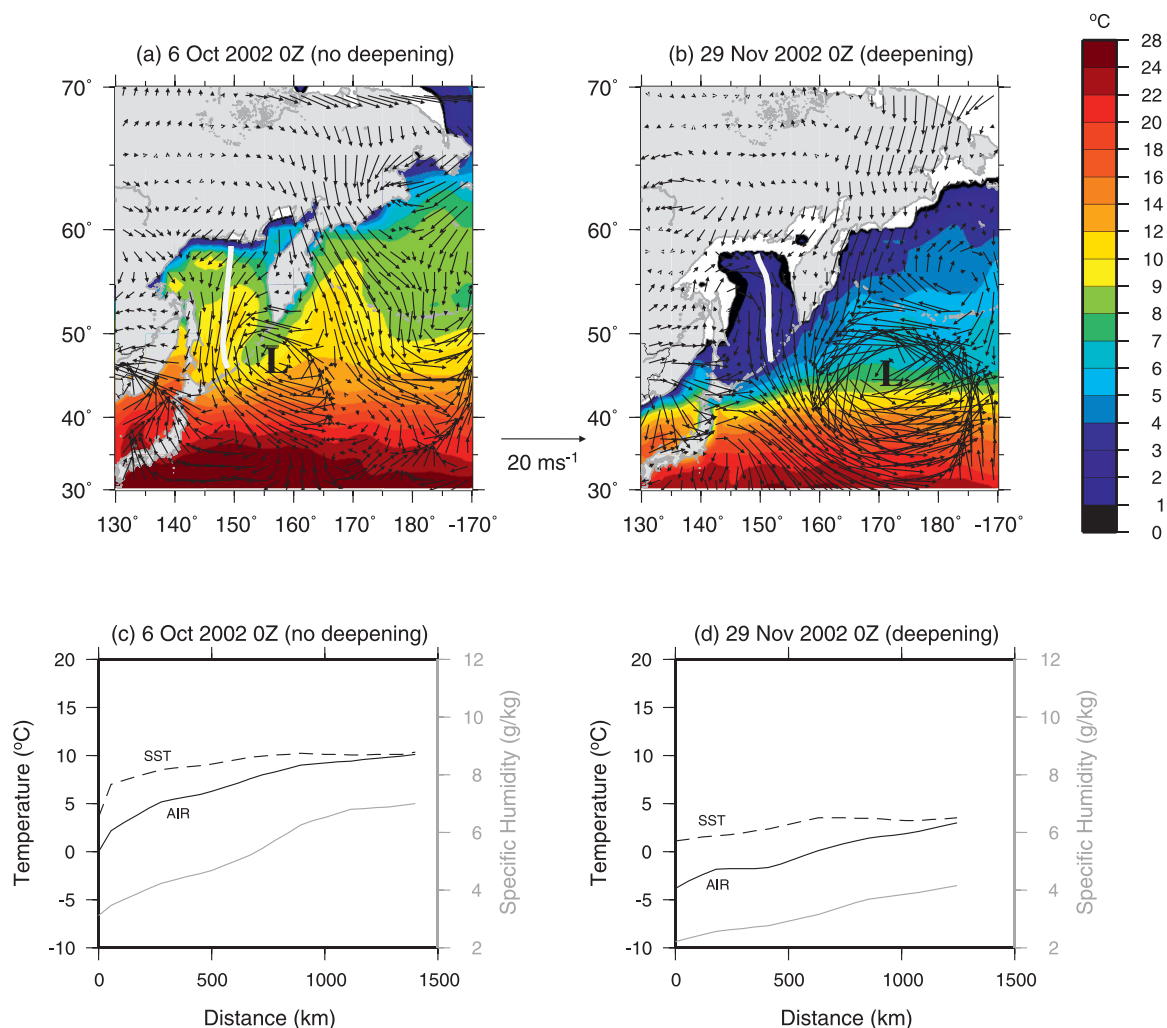 °C
(a) 6 Oct 2002 0Z (no deepening)
(b) 29 Nov 2002 0Z (deepening)
70°
60°
50°
40°
30°
130° 140° 150° 160° 170° -170°
L
20 ms-1
70°
60°
50°
40°
30°
130° 140° 150° 160° 170° -170°
L
28
24
22
20
18
16
14
12
10
9
8
7
6
5
4
3
2
1
0
(c) 6 Oct 2002 0Z (no deepening)
20
15
10
5
0
-5
-10
Temperature (°C)
SST
AIR
12
10
8
6
4
2
Specific Humidity (g/kg)
0 500 1000 1500
Distance (km)
(d) 29 Nov 2002 0Z (deepening)
20
15
10
5
0
-5
-10
Temperature (°C)
SST
AIR
12
10
8
6
4
2
Specific Humidity (g/kg)
0 500 1000 1500
Distance (km)